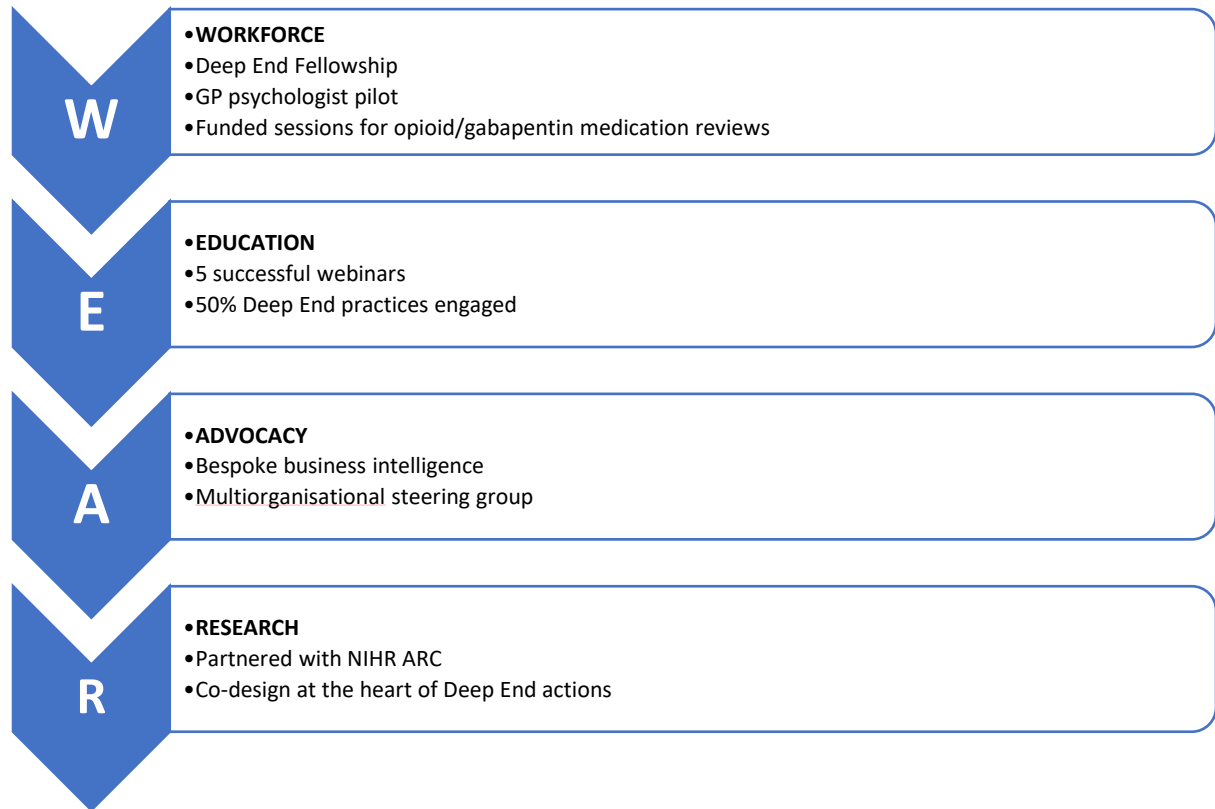 W
•WORKFORCE
•Deep End Fellowship
•GP psychologist pilot
•Funded sessions for opioid/gabapentin medication reviews
E
•EDUCATION
•5 successful webinars
•50% Deep End practices engaged
A
•ADVOCACY
•Bespoke business intelligence
•Multiorganisational steering group
R
•RESEARCH
•Partnered with NIHR ARC
•Co-design at the heart of Deep End actions